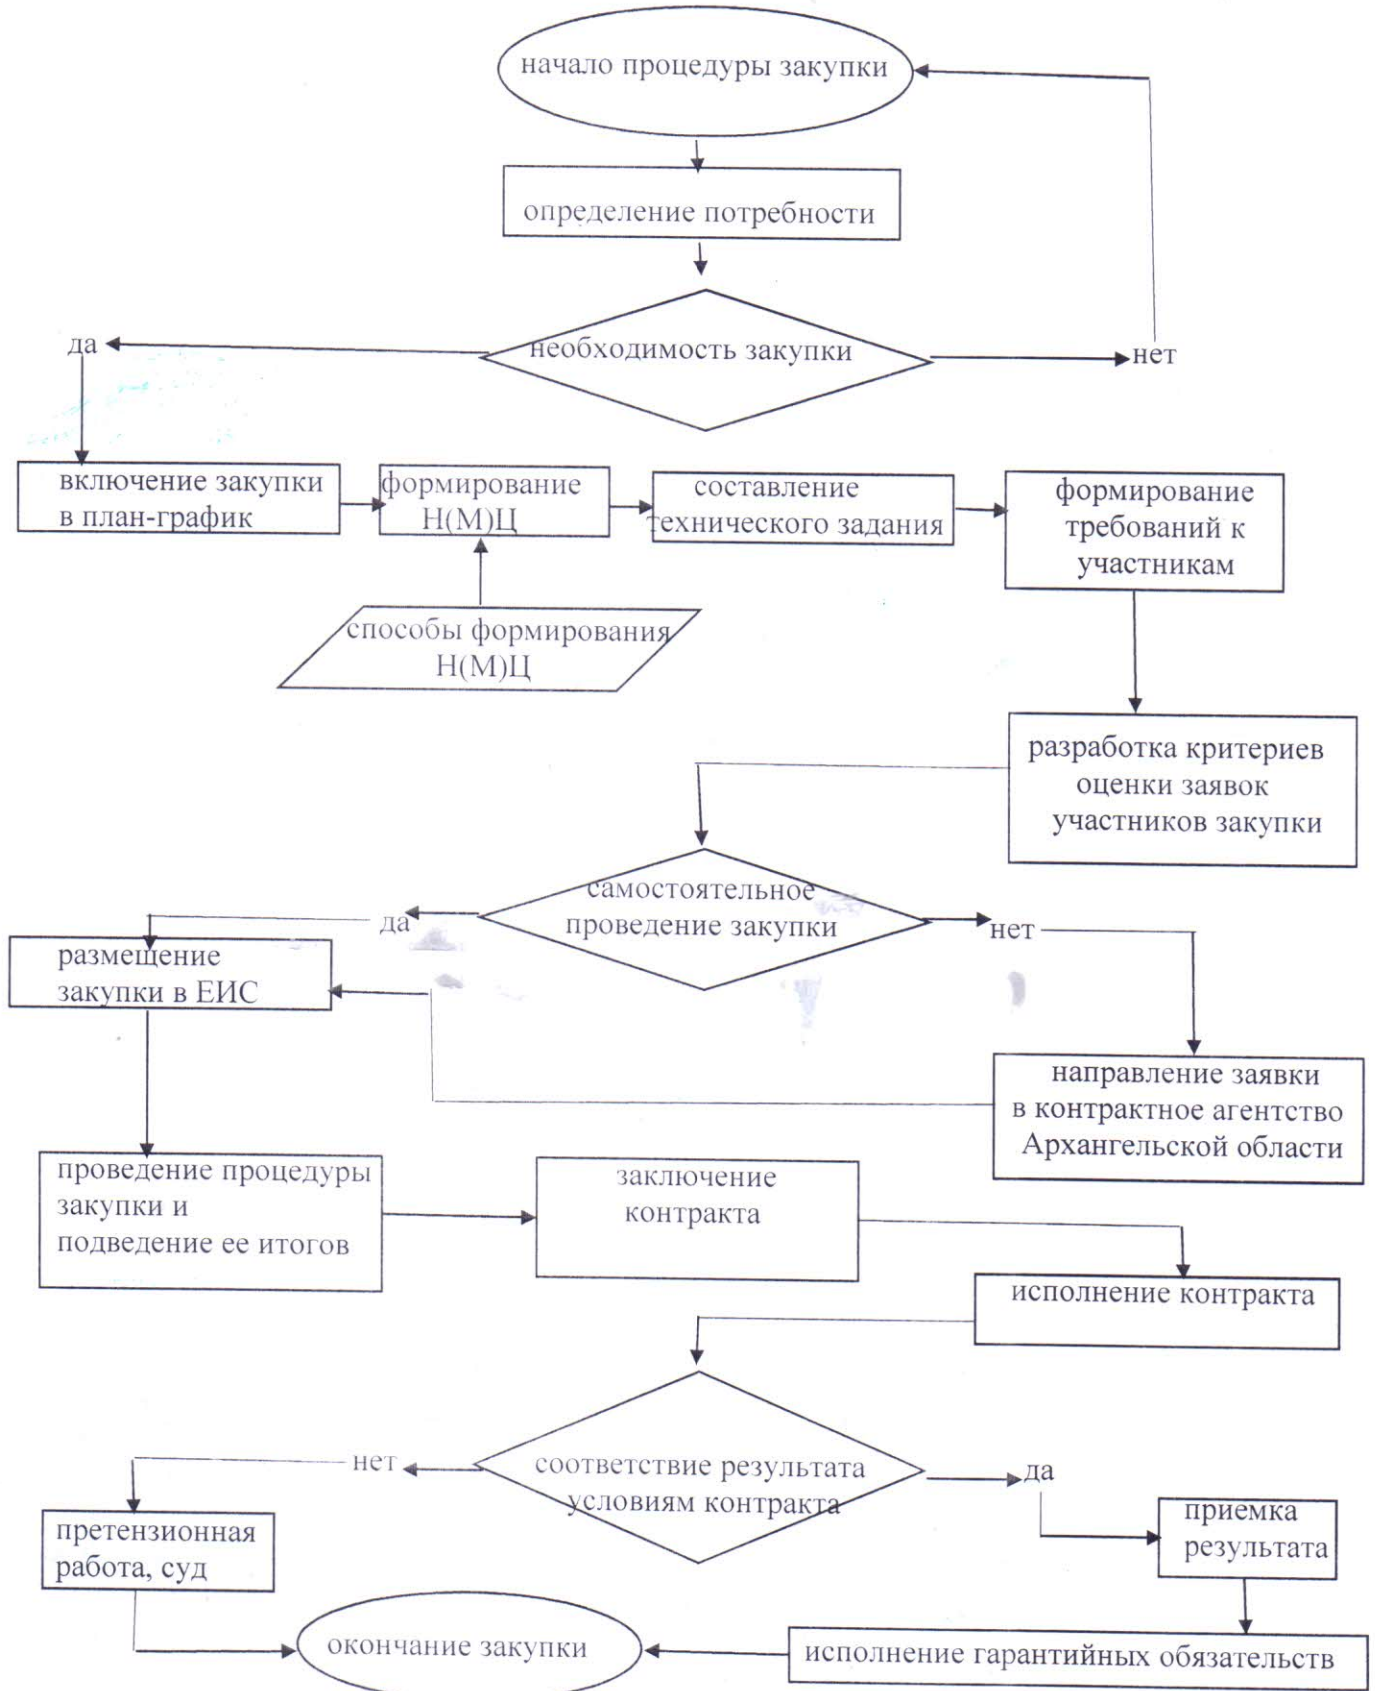 начало процедуры закупки
определение потребности
необходимость закупки
да
нет
включение закупки
в план-график
формирование
Н(М)Ц
составление
технического задания
формирование
требований к
участникам
способы формирования
Н(М)Ц
разработка критериев
оценки заявок
участников закупки
самостоятельное
проведение закупки
да
нет
размещение
закупки в ЕИС
направление заявки
в контрактное агентство
Архангельской области
проведение процедуры
закупки и
подведение ее итогов
заключение
контракта
исполнение контракта
соответствие результата
условиям контракта
нет
да
претензионная
работа, суд
приемка
результата
окончание закупки
исполнение гарантийных обязательств